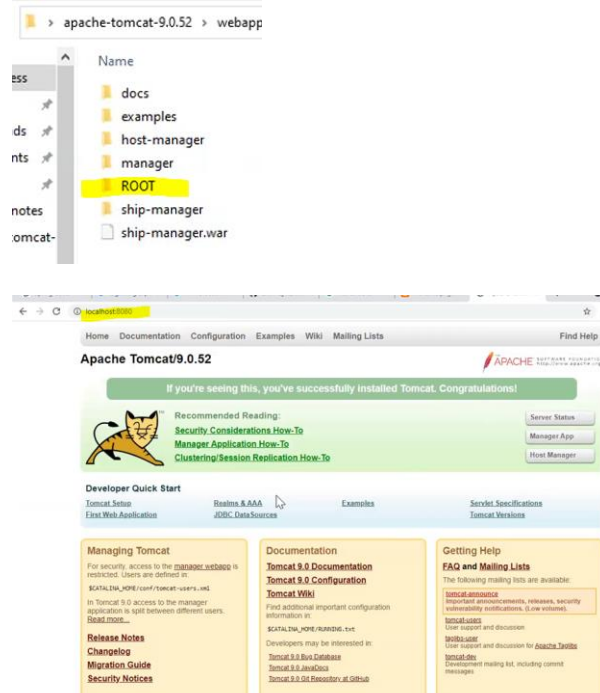 apache-tomcat-9.0.52 > webapp
Name
ess
docs
ds
examples
nts
host-manager
manager
ROOT
notes
ship-manager
tomcat-
ship-manager.war
localhost:8080
Home Documentation Configuration Examples Wiki Mailing Lists Find Help
Apache Tomcat/9.0.52
APACHE
If you're seeing this, you've successfully installed Tomcat. Congratulations!
Recommended Reading:
Security Considerations How-To
Manager Application How-To
Clustering/Session Replication How-To
Server Status
Manager App
Host Manager
Developer Quick Start
Tomcat Setup
First Web Application
Realms & AAA
JDBC DataSources
Examples
Servlet Specifications
Tomcat Versions
Managing Tomcat
For security, access to the manager webapp is
restricted. Users are defined in:
$CATALINA_HOME/conf/tomcat-users.xml
In Tomcat 9.0 access to the manager
application is split between different users.
Read more...
Release Notes
Changelog
Migration Guide
Security Notices
Documentation
Tomcat 9.0 Documentation
Tomcat 9.0 Configuration
Tomcat Wiki
Find additional important configuration
information in:
$CATALINA_HOME/RUNNING.txt
Developers may be interested in:
Tomcat 9.0 Bug Database
Tomcat 9.0 JavaDocs
Tomcat 9.0 Git Repository at GitHub
Getting Help
FAQ and Mailing Lists
The following mailing lists are available:
tomcat-announce
Important announcements, releases, security
vulnerability notifications. (Low volume).
tomcat-users
User support and discussion
taglibs-user
User support and discussion for Apache Taglibs
tomcat-dev
Development mailing list, including commit
messages